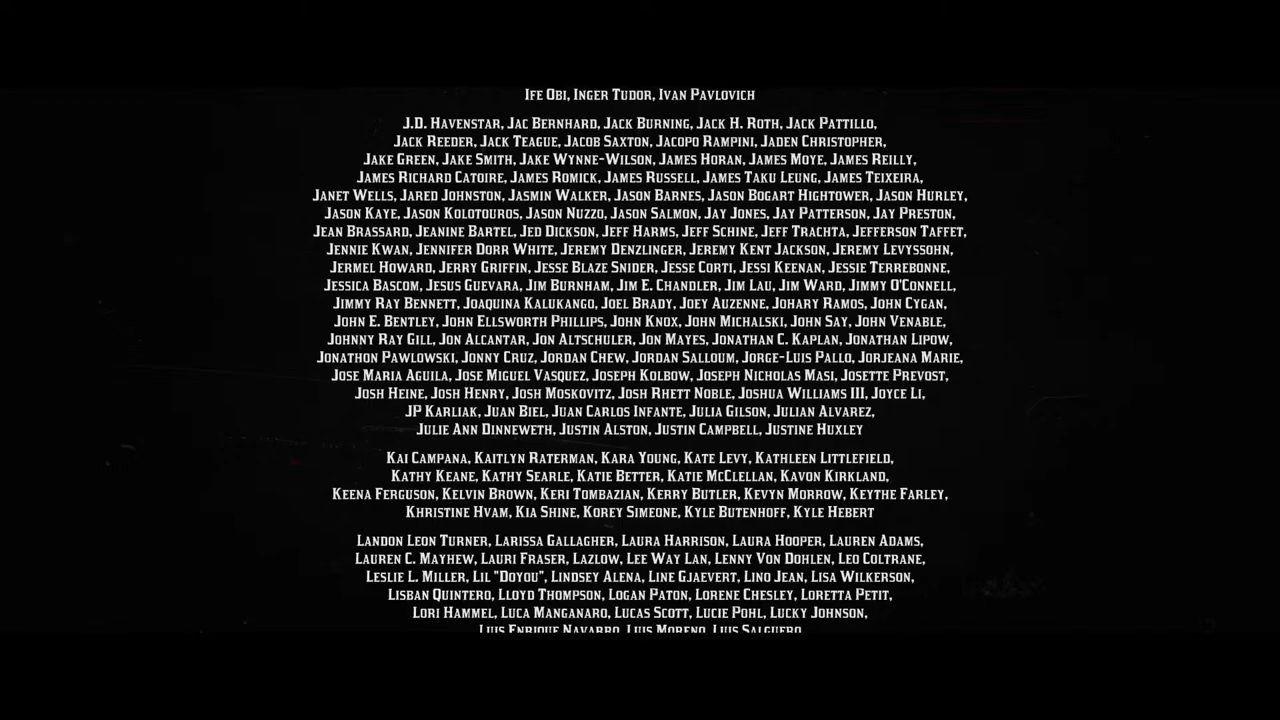 Ife Obi, Inger Tudor, Ivan Pavlovich
J.D. Havenstar, Jac Bernhard, Jack Burning, Jack H. Roth, Jack Pattillo,
Jack Reeder, Jack Teague, Jacob Saxton, Jacopo Rampini, Jaden Christopher,
Jake Green, Jake Smith, Jake Wynne-Wilson, James Horan, James Moye, James Reilly,
James Richard Catoire, James Romick, James Russell, James Taku Leung, James Teixeira,
Janet Wells, Jared Johnston, Jasmin Walker, Jason Barnes, Jason Bogart Hightower, Jason Hurley,
Jason Kaye, Jason Kolotouros, Jason Nuzzo, Jason Salmon, Jay Jones, Jay Patterson, Jay Preston,
Jean Brassard, Jeanine Bartel, Jed Dickson, Jeff Harms, Jeff Schine, Jeff Trachta, Jefferson Taffet,
Jennie Kwan, Jennifer Dorr White, Jeremy Denzlinger, Jeremy Kent Jackson, Jeremy Levyssohn,
Jermel Howard, Jerry Griffin, Jesse Blaze Snider, Jesse Corti, Jessi Keenan, Jessie Terrebonne,
Jessica Bascom, Jesus Guevara, Jim Burnham, Jim E. Chandler, Jim Lau, Jim Ward, Jimmy O'Connell,
Jimmy Ray Bennett, Joaquina Kalukango, Joel Brady, Joey Auzenne, Johary Ramos, John Cygan,
John E. Bentley, John Ellsworth Phillips, John Knox, John Michalski, John Say, John Venable,
Johnny Ray Gill, Jon Alcantar, Jon Altschuler, Jon Mayes, Jonathan C. Kaplan, Jonathan Lipow,
Jonathon Pawlowski, Jonny Cruz, Jordan Chew, Jordan Salloum, Jorge-Luis Pallo, Jorjeana Marie,
Jose Maria Aguila, Jose Miguel Vasquez, Joseph Kolbow, Joseph Nicholas Masi, Josette Prevost,
Josh Heine, Josh Henry, Josh Moskovitz, Josh Rhett Noble, Joshua Williams III, Joyce Li,
JP Karliak, Juan Biel, Juan Carlos Infante, Julia Gilson, Julian Alvarez,
Julie Ann Dinneweth, Justin Alston, Justin Campbell, Justine Huxley
Kai Campana, Kaitlyn Raterman, Kara Young, Kate Levy, Kathleen Littlefield,
Kathy Keane, Kathy Searle, Katie Better, Katie McClellan, Kavon Kirkland,
Keena Ferguson, Kelvin Brown, Keri Tombazian, Kerry Butler, Kevyn Morrow, Keythe Farley,
Khristine Hvam, Kia Shine, Korey Simeone, Kyle Butenhoff, Kyle Hebert
Landon Leon Turner, Larissa Gallagher, Laura Harrison, Laura Hooper, Lauren Adams,
Lauren C. Mayhew, Lauri Fraser, Lazlow, Lee Way Lan, Lenny Von Dohlen, Leo Coltrane,
Leslie L. Miller, Lil "Doyou", Lindsey Alena, Line Gjaevert, Lino Jean, Lisa Wilkerson,
Lisban Quintero, Lloyd Thompson, Logan Paton, Lorene Chesley, Loretta Petit,
Lori Hammel, Luca Manganaro, Lucas Scott, Lucie Pohl, Lucky Johnson,
Luis Enrique Navarro, Luis Moreno, Luis Salguero,